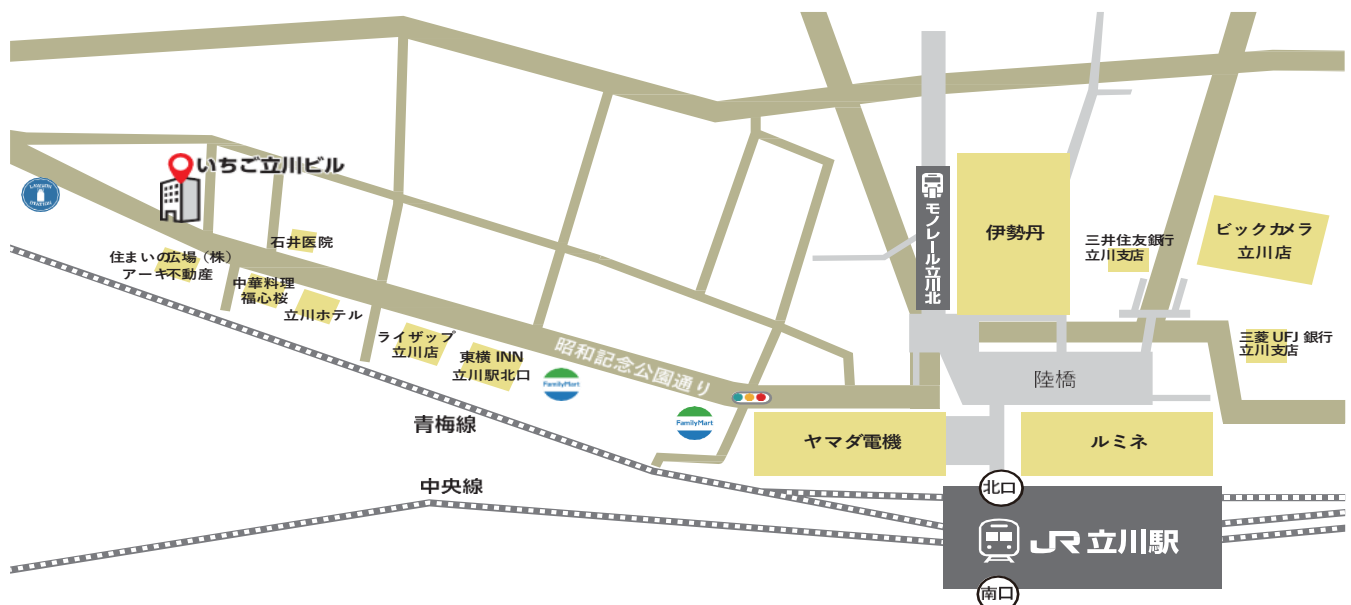 いちご立川ビル
LAWSON
STATION
石井医院
住まいの広場（株）
アーキ不動産
中華料理
福心桜
立川ホテル
ライザップ
立川店
東横 INN
立川駅北口
FamilyMart
昭和記念公園通り
FamilyMart
青梅線
中央線
モノレール立川北
伊勢丹
三井住友銀行
立川支店
ビックカメラ
立川店
三菱 UFJ 銀行
立川支店
陸橋
ヤマダ電機
ルミネ
北口
JR 立川駅
南口